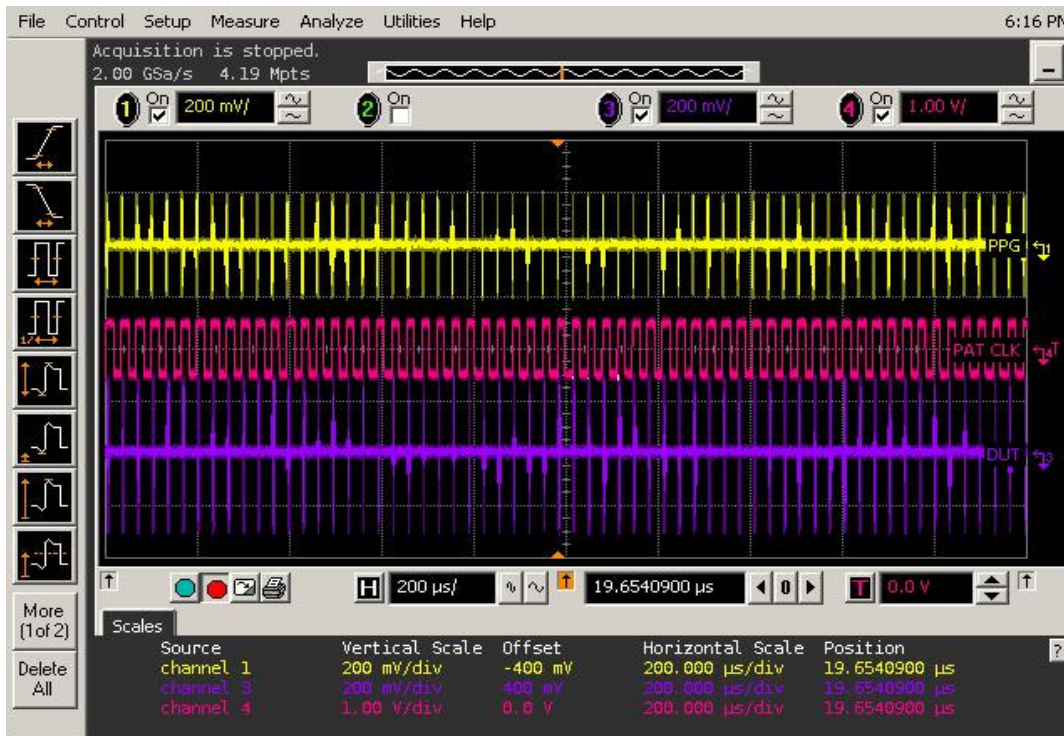 File Control Setup Measure Analyze Utilities Help 6:16 PM
Acquisition is stopped.
2.00 GSa/s 4.19 Mpts
1 On 200 mV/ 2 On 3 On 200 mV/ 4 On 1.00 V/
PPG 1
PAT CLK 4 T
DUT 3
H 200 µs/ 19.6540900 µs 0 T 0.0 V
More
(1of 2)
Delete
All
Scales
Source Vertical Scale Offset Horizontal Scale Position
channel 1 200 mV/div -400 mV 200.000 µs/div 19.6540900 µs
channel 3 200 mV/div 400 mV 200.000 µs/div 19.6540900 µs
channel 4 1.00 V/div 0.0 V 200.000 µs/div 19.6540900 µs
?